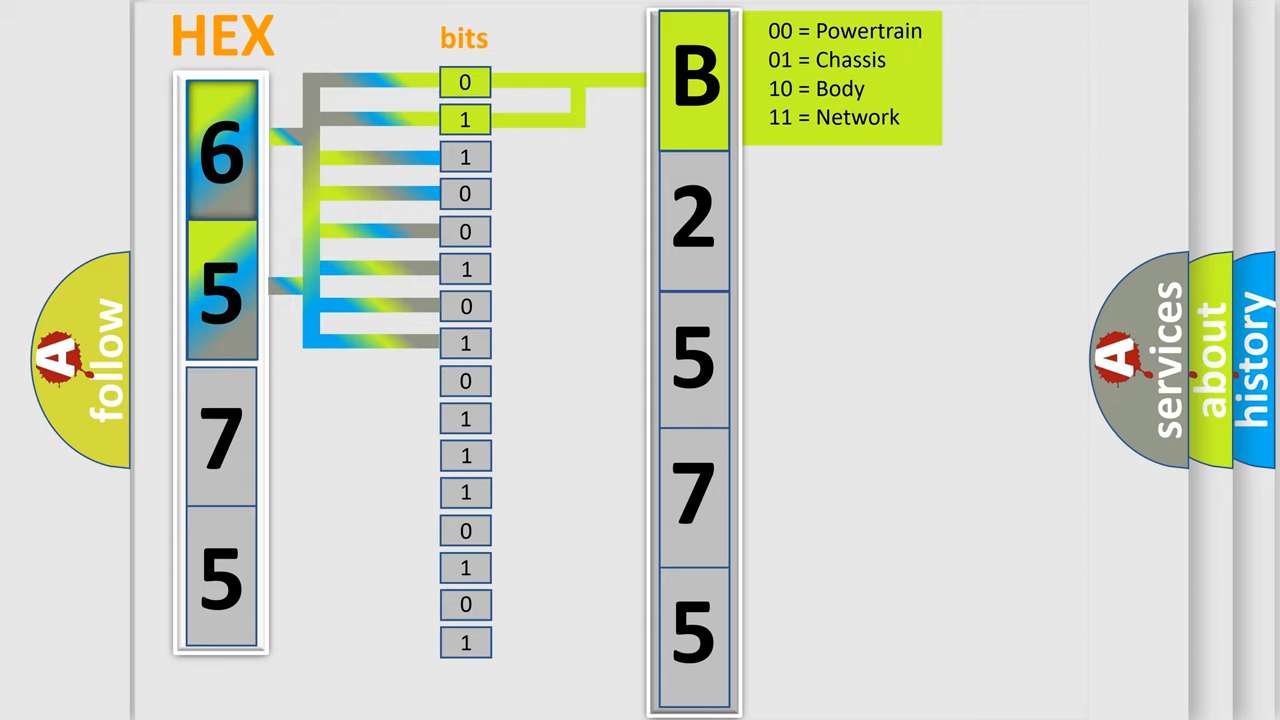 HEX
bits
6
5
7
5
0
1
1
0
0
1
0
1
0
1
1
1
0
1
0
1
B
2
5
7
5
00 = Powertrain
01 = Chassis
10 = Body
11 = Network
A
follow
A
services
about
history